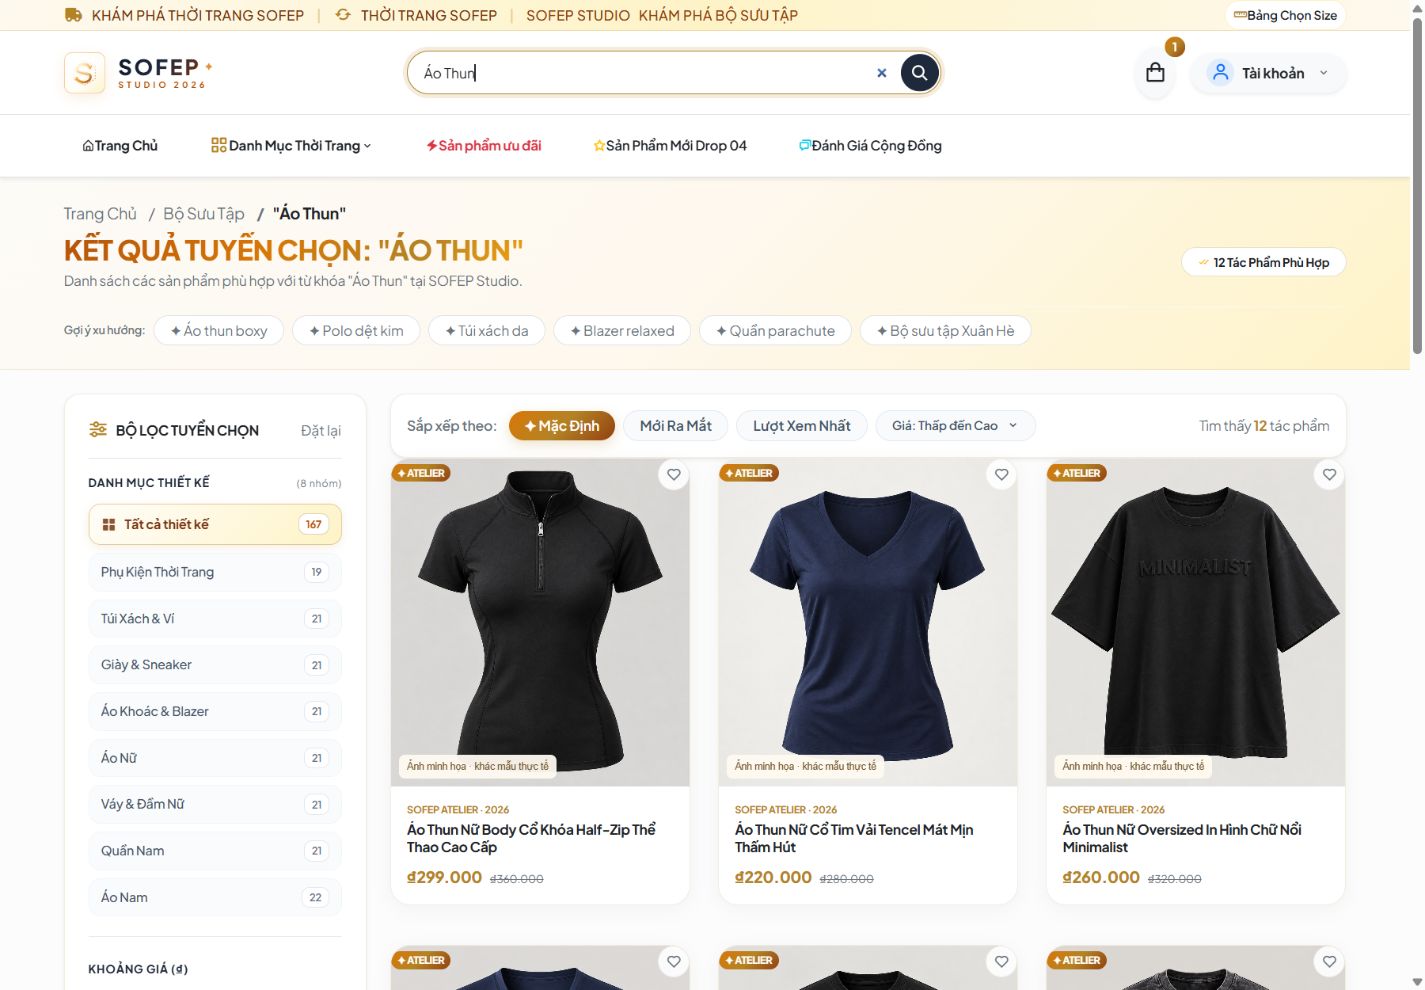 KHÁM PHÁ THỜI TRANG SOFEP | THỜI TRANG SOFEP | SOFEP STUDIO KHÁM PHÁ BỘ SƯU TẬP
Bảng Chọn Size
S
SOFEP
STUDIO 2026
Áo Thun
1
Tài khoản
Trang Chủ
Danh Mục Thời Trang
Sản phẩm ưu đãi
Sản Phẩm Mới Drop 04
Đánh Giá Cộng Đồng
Trang Chủ / Bộ Sưu Tập / "Áo Thun"
KẾT QUẢ TUYỂN CHỌN: "ÁO THUN"
Danh sách các sản phẩm phù hợp với từ khóa "Áo Thun" tại SOFEP Studio.
12 Tác Phẩm Phù Hợp
Gợi ý xu hướng:
Áo thun boxy
Polo dệt kim
Túi xách da
Blazer relaxed
Quần parachute
Bộ sưu tập Xuân Hè
BỘ LỌC TUYỂN CHỌN
Đặt lại
DANH MỤC THIẾT KẾ
(8 nhóm)
Tất cả thiết kế 167
Phụ Kiện Thời Trang 19
Túi Xách & Ví 21
Giày & Sneaker 21
Áo Khoác & Blazer 21
Áo Nữ 21
Váy & Đầm Nữ 21
Quần Nam 21
Áo Nam 22
KHOẢNG GIÁ (₫)
Sắp xếp theo:
Mặc Định
Mới Ra Mắt
Lượt Xem Nhất
Giá: Thấp đến Cao
Tìm thấy 12 tác phẩm
ATELIER
Ảnh minh họa · khác mẫu thực tế
SOFEP ATELIER · 2026
Áo Thun Nữ Body Cổ Khóa Half-Zip Thể
Thao Cao Cấp
₫299.000 ₫360.000
ATELIER
Ảnh minh họa · khác mẫu thực tế
SOFEP ATELIER · 2026
Áo Thun Nữ Cổ Tim Vải Tencel Mát Mịn
Thấm Hút
₫220.000 ₫280.000
ATELIER
MINIMALIST
Ảnh minh họa · khác mẫu thực tế
SOFEP ATELIER · 2026
Áo Thun Nữ Oversized In Hình Chữ Nổi
Minimalist
₫260.000 ₫320.000
ATELIER
ATELIER
ATELIER